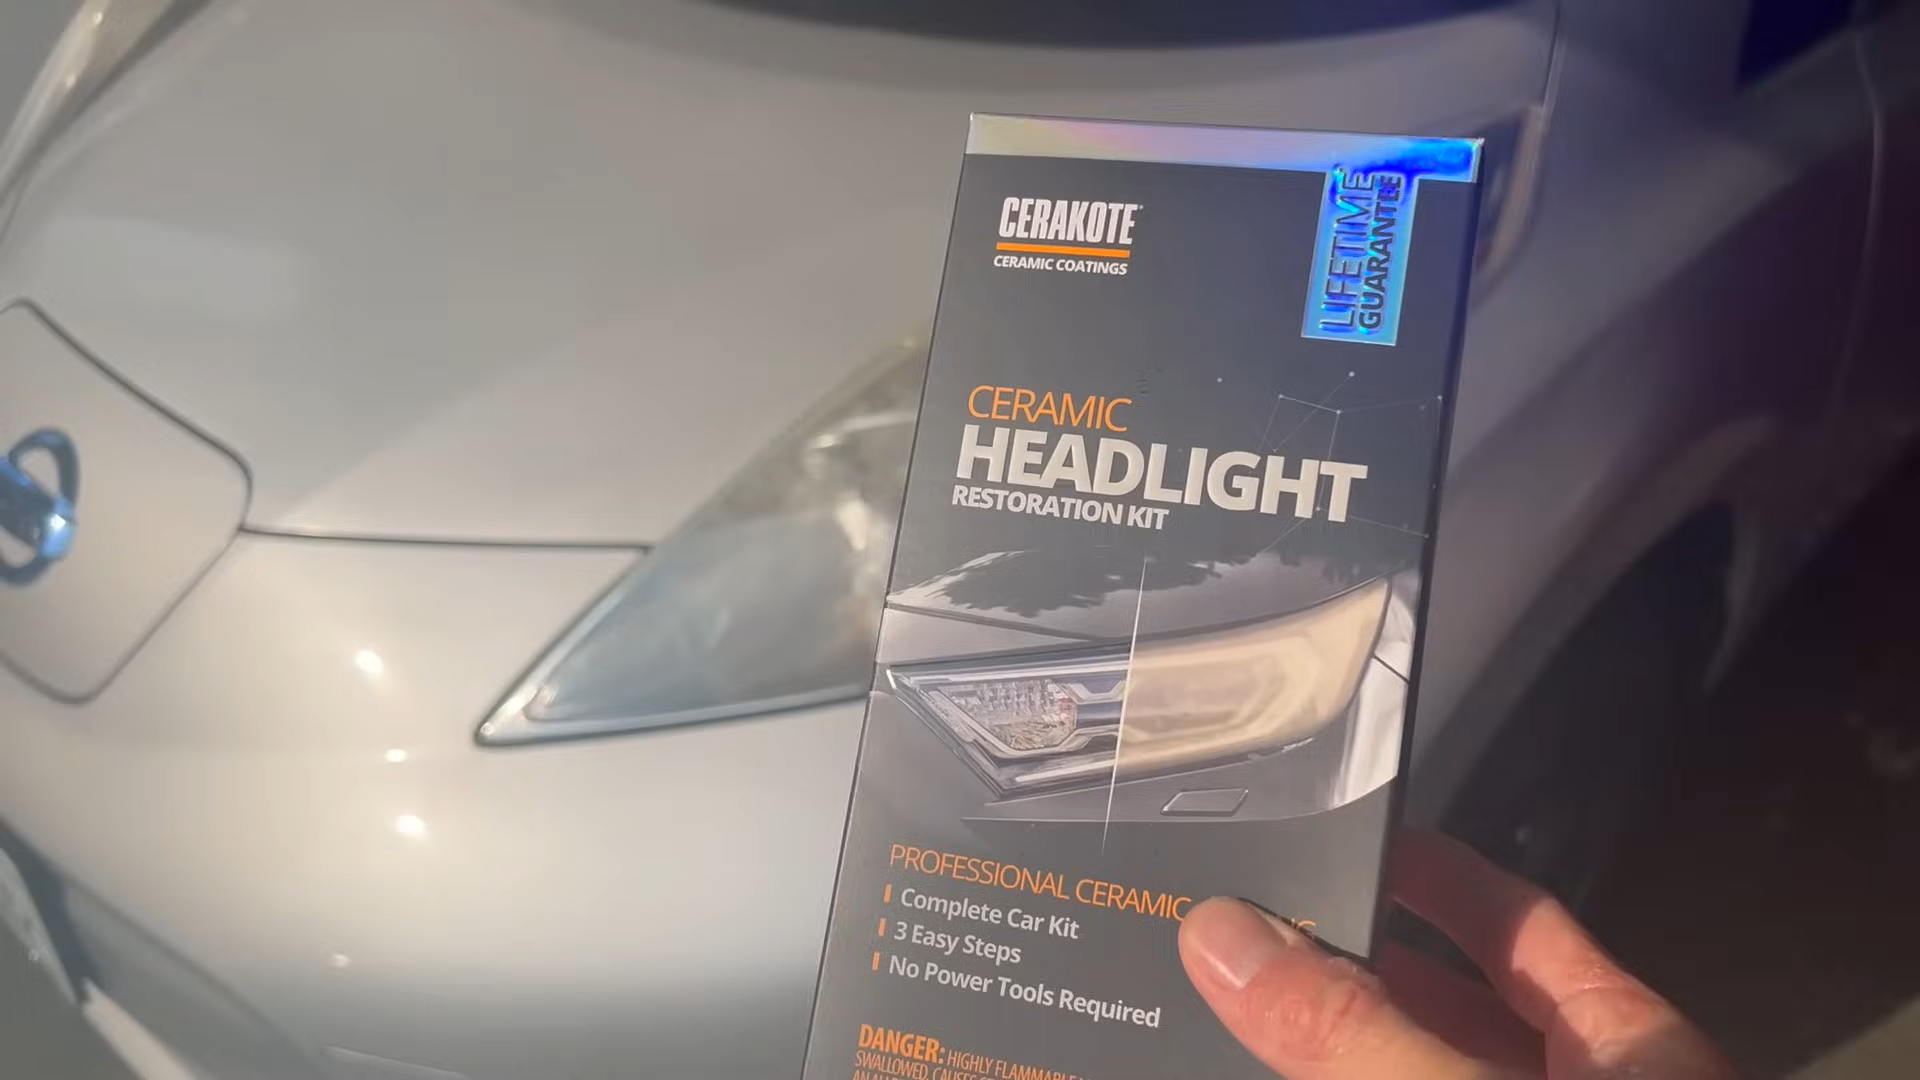 CERAKOTE
CERAMIC COATINGS
LIFETIME
GUARANTEE
CERAMIC
HEADLIGHT
RESTORATION KIT
PROFESSIONAL CERAMIC
Complete Car Kit
3 Easy Steps
No Power Tools Required
DANGER: HIGHLY FLAMMABLE
SWALLOWED, CAUSES